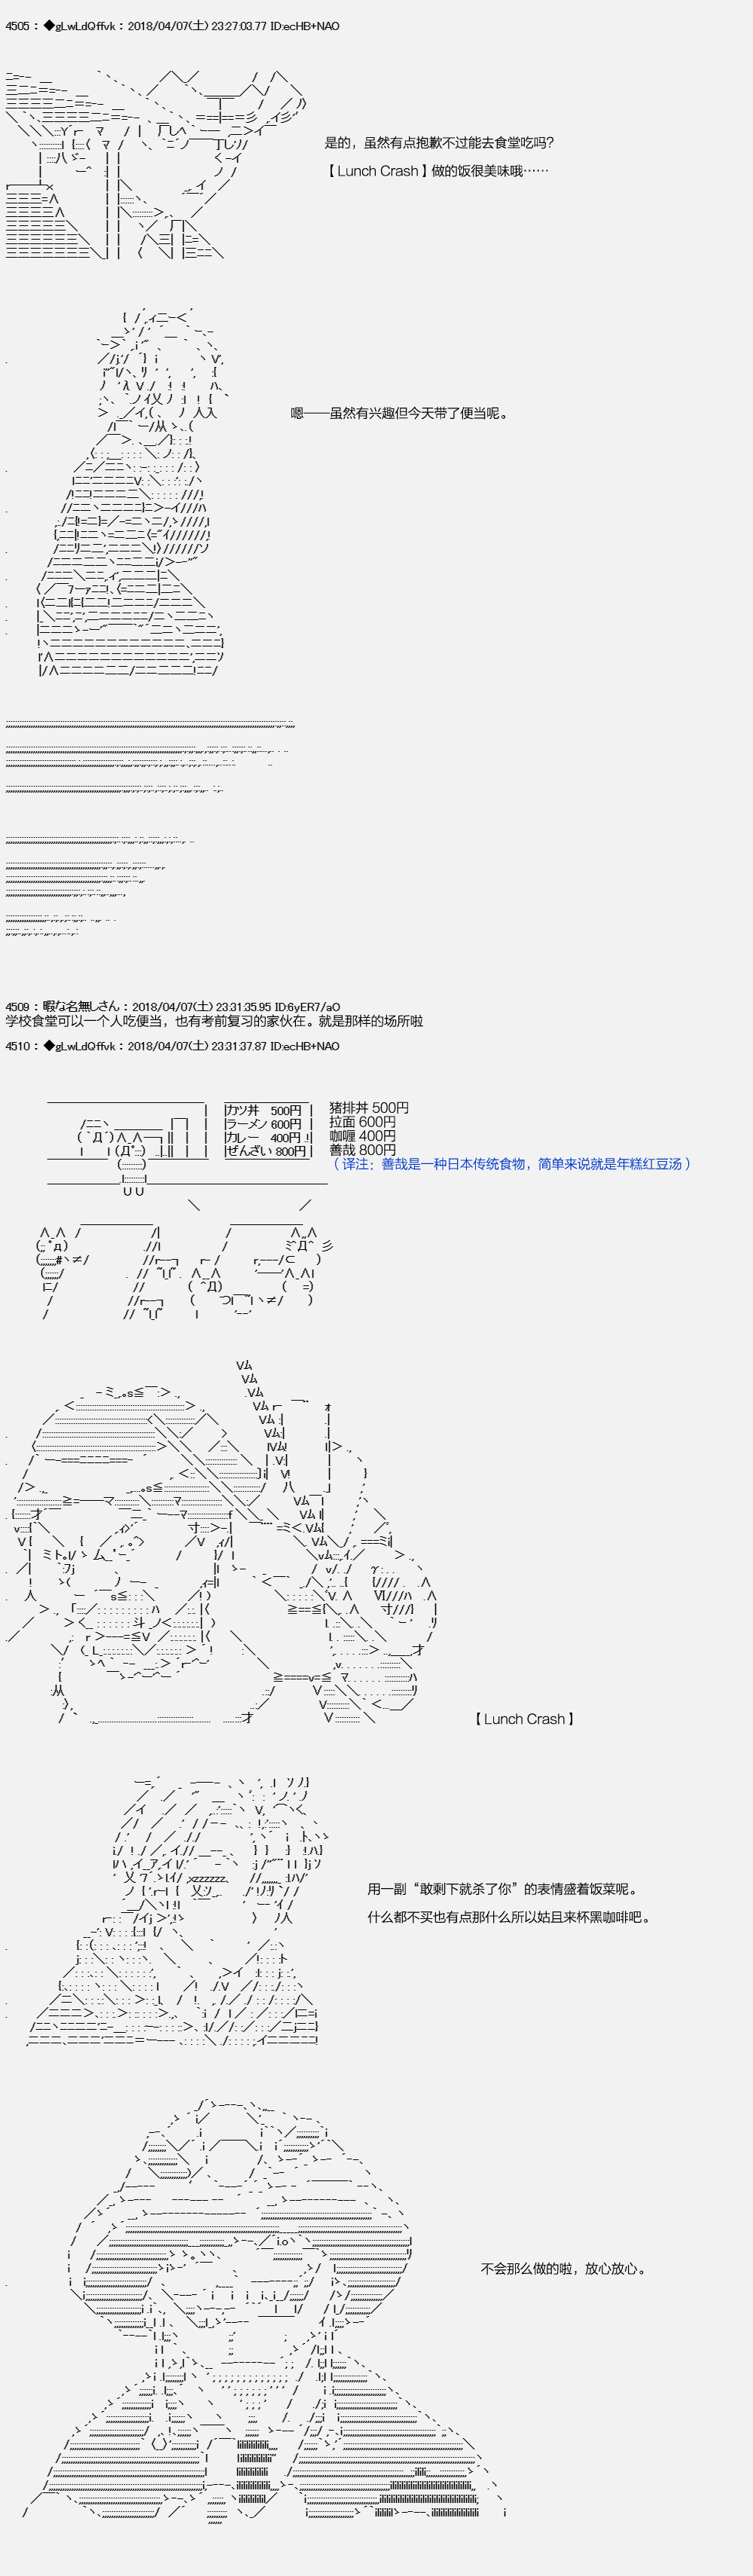 4505 : ◆gLwLdQffvk : 2018/04/07(土) 23:27:03.77 ID:ecHB+NAO
是的，虽然有点抱歉不过能去食堂吃吗？
【Lunch Crash】做的饭很美味哦……
嗯——虽然有兴趣但今天带了便当呢。
4509 : 暇な名無しさん : 2018/04/07(土) 23:31:35.95 ID:6yER7/aO
学校食堂可以一个人吃便当，也有考前复习的家伙在。就是那样的场所啦
4510 : ◆gLwLdQffvk : 2018/04/07(土) 23:31:37.87 ID:ecHB+NAO
カツ丼 500円
ラーメン 600円
カレー 400円
ぜんざい 800円
猪排丼 500円
拉面 600円
咖喱 400円
善哉 800円
（译注：善哉是一种日本传统食物，简单来说就是年糕红豆汤）
【Lunch Crash】
用一副“敢剩下就杀了你”的表情盛着饭菜呢。
什么都不买也有点那什么所以姑且来杯黑咖啡吧。
不会那么做的啦，放心放心。